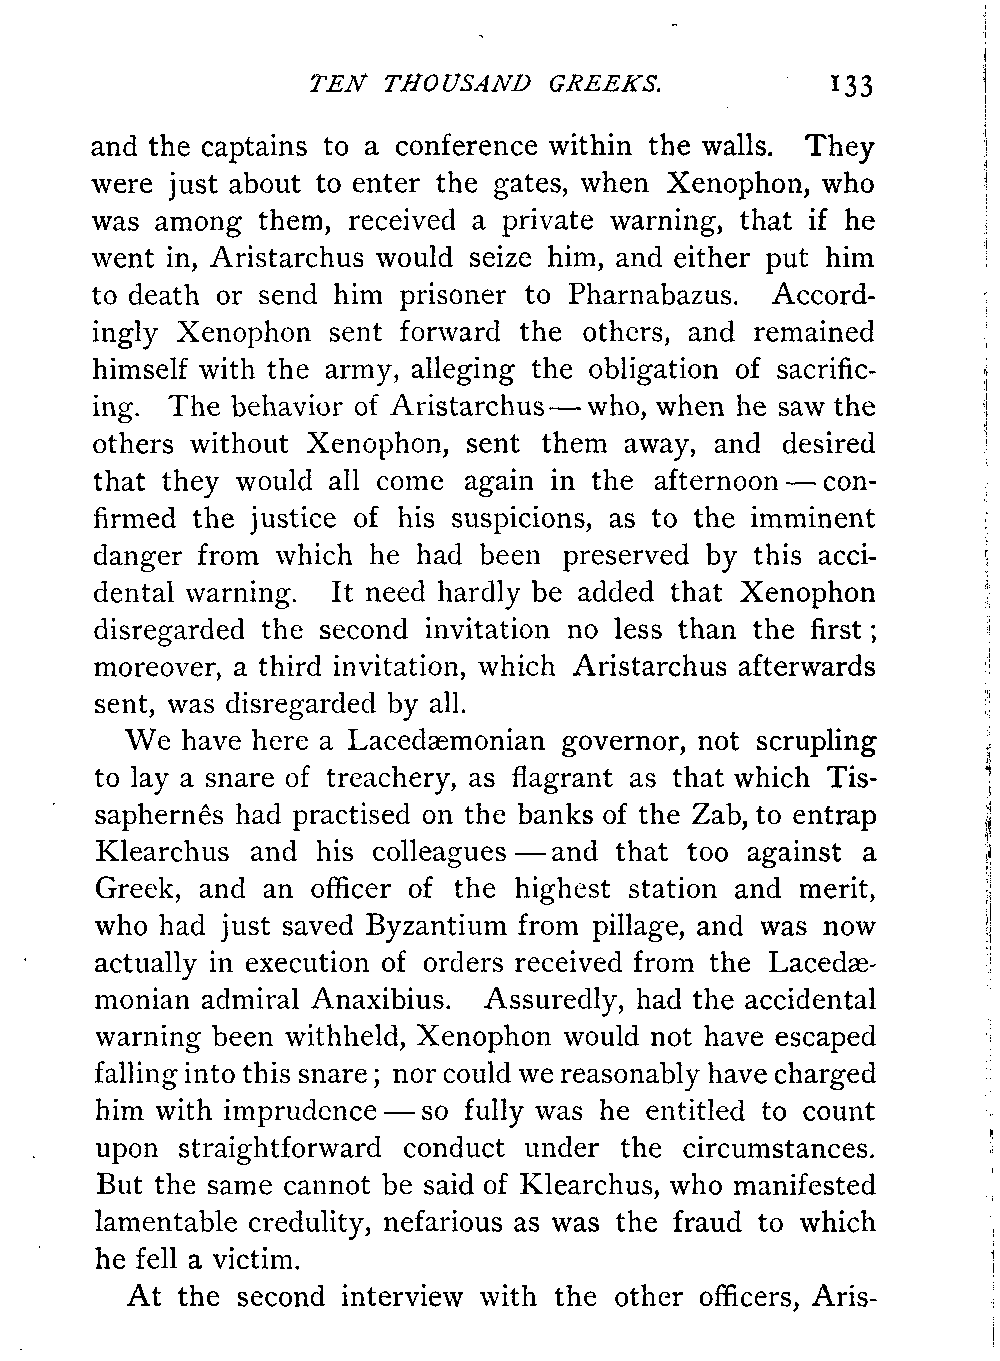 TEN THOUSAND GREEKS. 133
and the captains to a conference within the walls. They
were just about to enter the gates, when Xenophon, who
was among them, received a private warning, that if he
went in, Aristarchus would seize him, and either put him
to death or send him prisoner to Pharnabazus. Accord-
ingly Xenophon sent forward the others, and remained
himself with the army, alleging the obligation of sacrific-
ing. The behavior of Aristarchus — who, when he saw the
others without Xenophon, sent them away, and desired
that they would all come again in the afternoon — con-
firmed the justice of his suspicions, as to the imminent
danger from which he had been preserved by this acci-
dental warning. It need hardly be added that Xenophon
disregarded the second invitation no less than the first;
moreover, a third invitation, which Aristarchus afterwards
sent, was disregarded by all.
We have here a Lacedæmonian governor, not scrupling
to lay a snare of treachery, as flagrant as that which Tis-
saphernês had practised on the banks of the Zab, to entrap
Klearchus and his colleagues — and that too against a
Greek, and an officer of the highest station and merit,
who had just saved Byzantium from pillage, and was now
actually in execution of orders received from the Lacedæ-
monian admiral Anaxibius. Assuredly, had the accidental
warning been withheld, Xenophon would not have escaped
falling into this snare; nor could we reasonably have charged
him with imprudence — so fully was he entitled to count
upon straightforward conduct under the circumstances.
But the same cannot be said of Klearchus, who manifested
lamentable credulity, nefarious as was the fraud to which
he fell a victim.
At the second interview with the other officers, Aris-